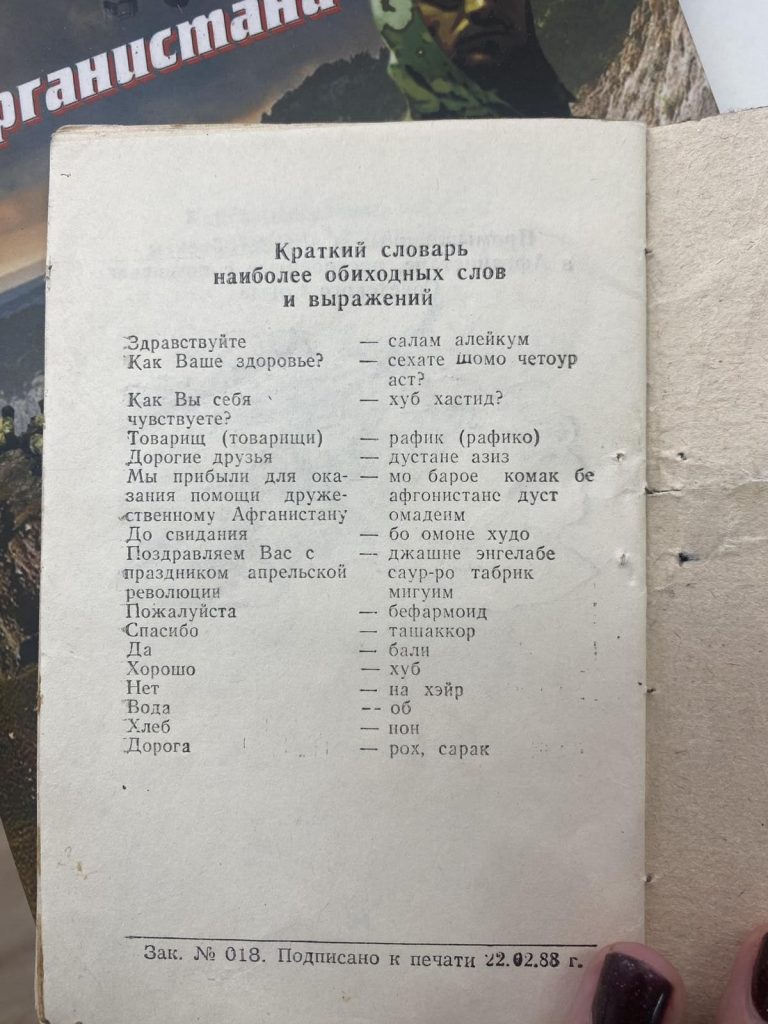 рганистана
Краткий словарь
наиболее обиходных слов
и выражений
Здравствуйте — салам алейкум
Как Ваше здоровье? — сехате шомо четоур
аст?
Как Вы себя — хуб хастид?
чувствуете?
Товарищ (товарищи) — рафик (рафико)
Дорогие друзья — дустане азиз
Мы прибыли для ока- — мо барое комак бе
зания помощи друже- афгонистане дуст
ственному Афганистану омадеим
До свидания — бо омоне худо
Поздравляем Вас с — джашне энгелабе
праздником апрельской саур-ро табрик
революции мигуим
Пожалуйста — бефармоид
Спасибо — ташаккор
Да — бали
Хорошо — хуб
Нет — на хэйр
Вода -- об
Хлеб — нон
Дорога — рох, сарак
Зак. № 018. Подписано к печати 22.02.88 г.